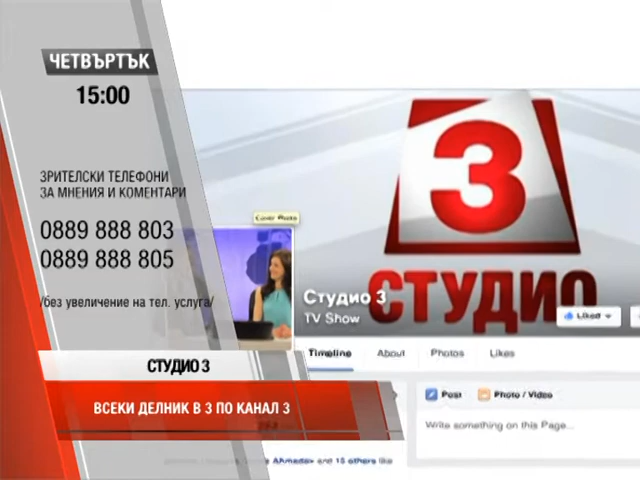 ЧЕТВЪРТЪК
15:00
ЗРИТЕЛСКИ ТЕЛЕФОНИ
ЗА МНЕНИЯ И КОМЕНТАРИ
0889 888 803
0889 888 805
/без увеличение на тел. услуга/
СТУДИО 3
ВСЕКИ ДЕЛНИК В 3 ПО КАНАЛ 3
3
СТУДИО
Cover Photo
Студио 3
TV Show
Liked
Timeline
About
Photos
Likes
Post
Photo / Video
Write something on this Page...
and 15 others like